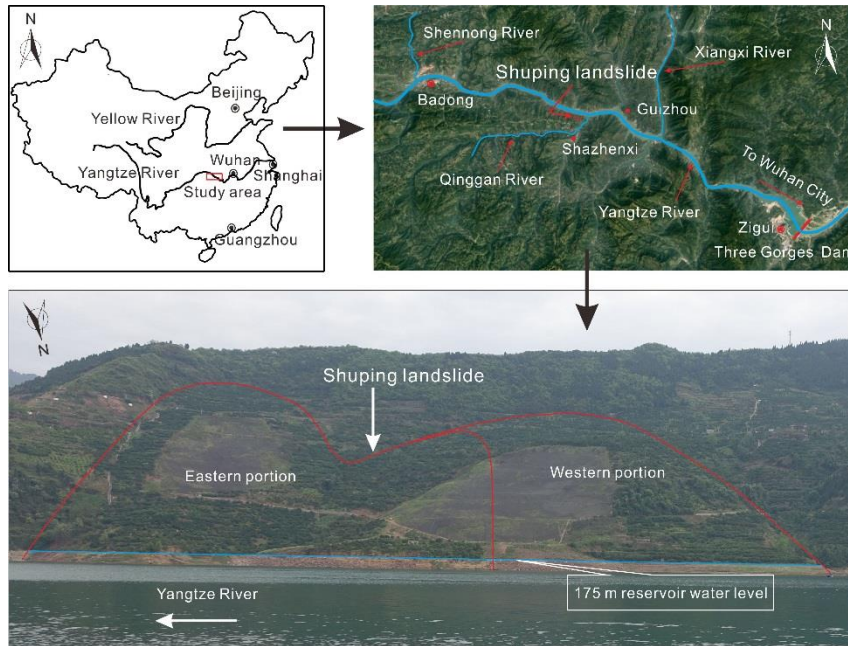 N
Beijing
Yellow River
Yangtze River
Wuhan
Shanghai
Study area
Guangzhou
N
Shennong River
Xiangxi River
Shuping landslide
Badong
Guizhou
Shazhenxi
Qinggan River
To Wuhan City
Yangtze River
Zigui
Three Gorges Dam
N
Shuping landslide
Eastern portion
Western portion
175 m reservoir water level
Yangtze River